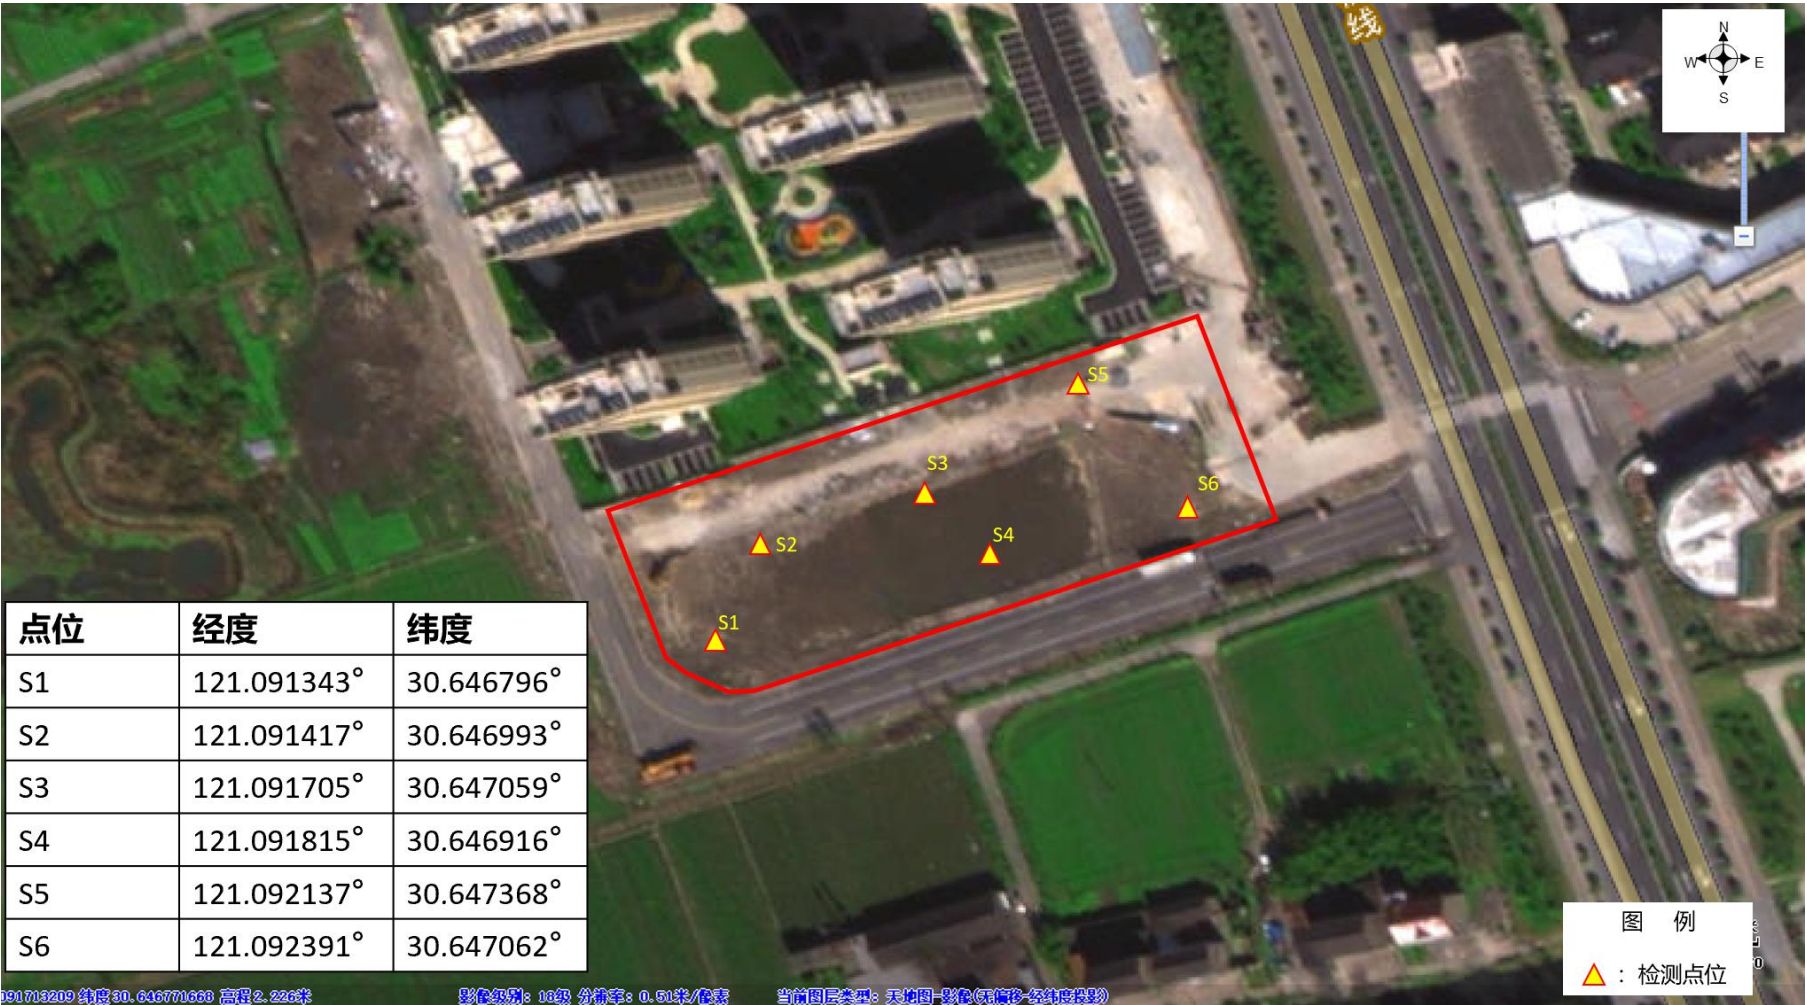 线
N
W E
S
S5
S3
S6
S4
S2
S1
点位 经度 纬度
S1 121.091343° 30.646796°
S2 121.091417° 30.646993°
S3 121.091705° 30.647059°
S4 121.091815° 30.646916°
S5 121.092137° 30.647368°
S6 121.092391° 30.647062°
图 例
：检测点位
091713209 纬度30.646771668 高程2.226米 影像级别：18级 分辨率：0.51米/像素 当前图层类型：天地图-影像(无偏移-经纬度投影)